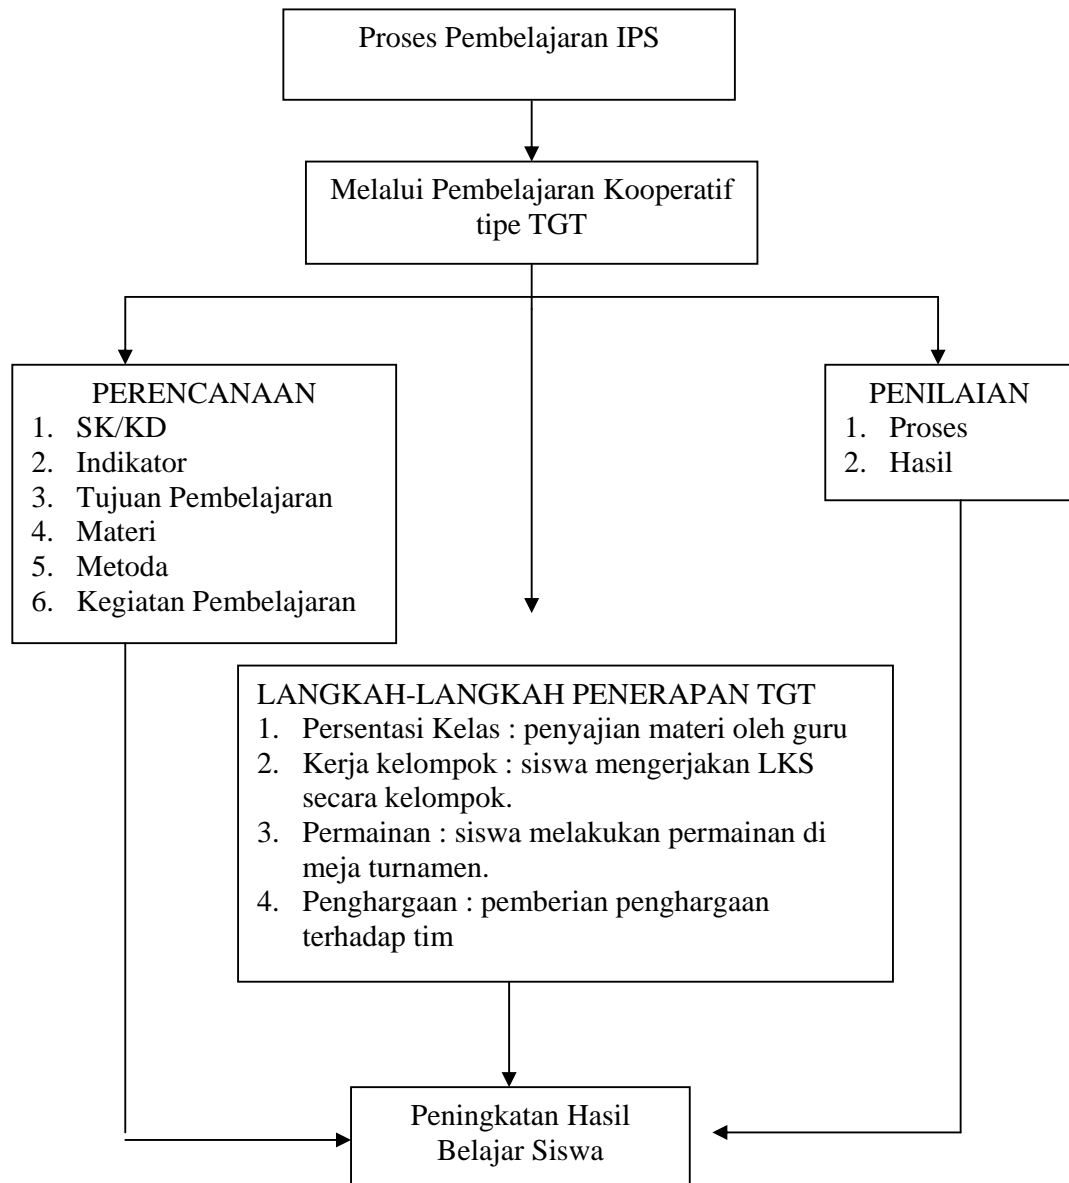 Proses Pembelajaran IPS
Melalui Pembelajaran Kooperatif
tipe TGT
PERENCANAAN
1. SK/KD
2. Indikator
3. Tujuan Pembelajaran
4. Materi
5. Metoda
6. Kegiatan Pembelajaran
PENILAIAN
1. Proses
2. Hasil
LANGKAH-LANGKAH PENERAPAN TGT
1. Persentasi Kelas : penyajian materi oleh guru
2. Kerja kelompok : siswa mengerjakan LKS
secara kelompok.
3. Permainan : siswa melakukan permainan di
meja turnamen.
4. Penghargaan : pemberian penghargaan
terhadap tim
Peningkatan Hasil
Belajar Siswa